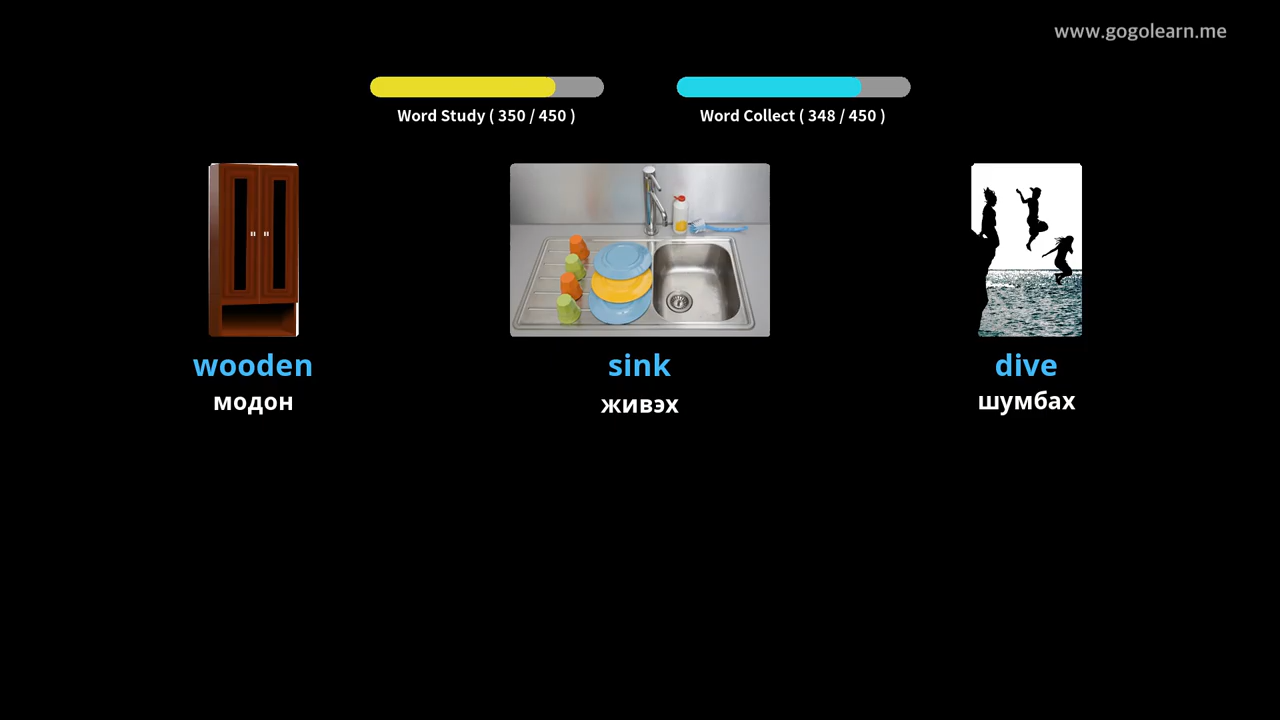 www.gogolearn.me
Word Study ( 350 / 450 )
Word Collect ( 348 / 450 )
wooden
модон
sink
живэх
dive
шумбах